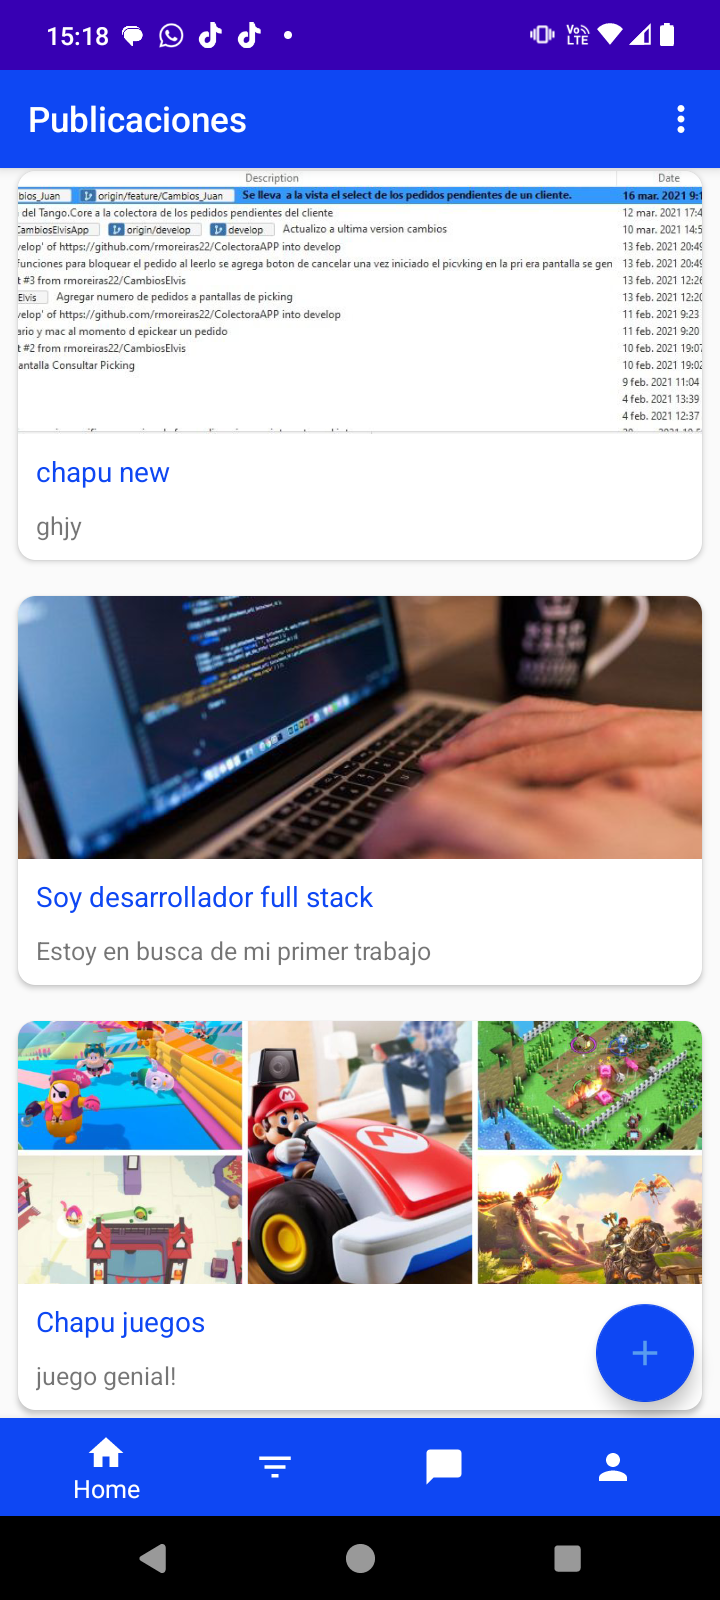 15:18 Vo LTE
Publicaciones
Description Date
bios_Juan origin/feature/Cambios_Juan Se lleva a la vista el select de los pedidos pendientes de un cliente. 16 mar. 2021 9:1
del Tango.Core a la colectora de los pedidos pendientes del cliente 12 mar. 2021 17:4
CambiosElvisApp origin/develop develop Actualizo a ultima version cambios 10 mar. 2021 14:5
velop' of https://github.com/rmoreiras22/ColectoraAPP into develop 13 feb. 2021 20:49
funciones para bloquear el pedido al leerlo se agrega boton de cancelar una vez iniciado el picvking en la pri era pantalla se gen 13 feb. 2021 20:49
t #3 from rmoreiras22/CambiosElvis 13 feb. 2021 12:26
Elvis Agregar numero de pedidos a pantallas de picking 13 feb. 2021 12:20
velop' of https://github.com/rmoreiras22/ColectoraAPP into develop 11 feb. 2021 9:23
ario y mac al momento d epickear un pedido 11 feb. 2021 9:20
t #2 from rmoreiras22/CambiosElvis 10 feb. 2021 19:07
antalla Consultar Picking 10 feb. 2021 19:02
9 feb. 2021 11:04
4 feb. 2021 13:39
4 feb. 2021 12:37
chapu new
ghjy
KEEP
CALM
Soy desarrollador full stack
Estoy en busca de mi primer trabajo
Chapu juegos
juego genial!
Home